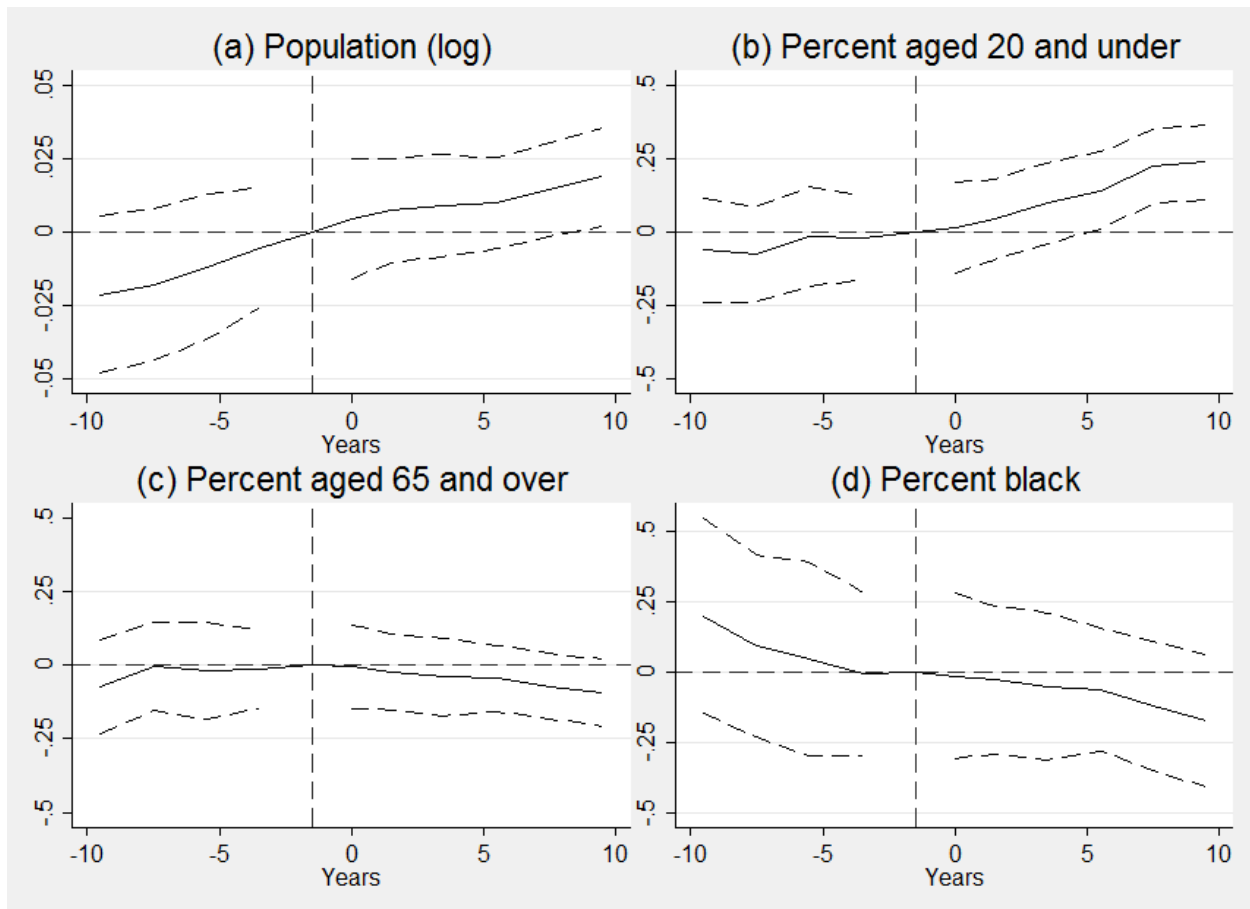 (a) Population (log)
.05
.025
0
-.025
-.05
-10 -5 0 5 10
Years
(b) Percent aged 20 and under
.5
.25
0
-.25
-.5
-10 -5 0 5 10
Years
(c) Percent aged 65 and over
.5
.25
0
-.25
-.5
-10 -5 0 5 10
Years
(d) Percent black
.5
.25
0
-.25
-.5
-10 -5 0 5 10
Years